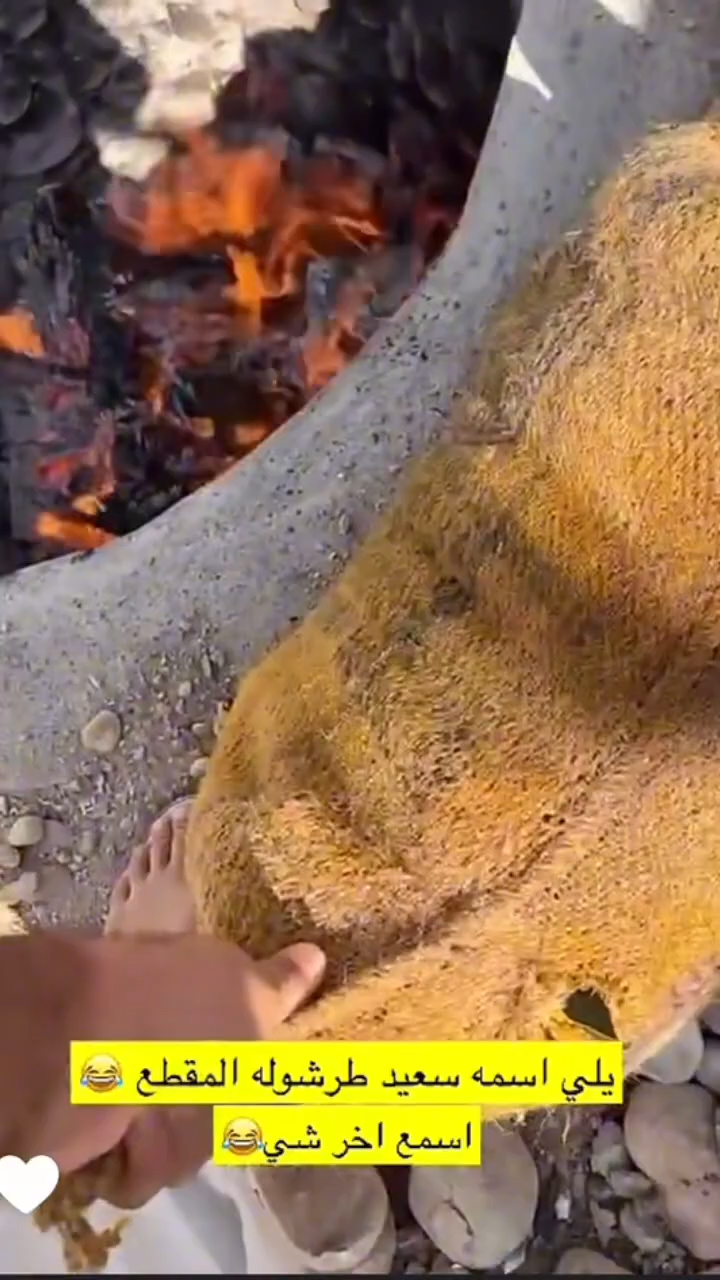 يلي اسمه سعيد طرشوله المقطع 😂
اسمع اخر شي😂